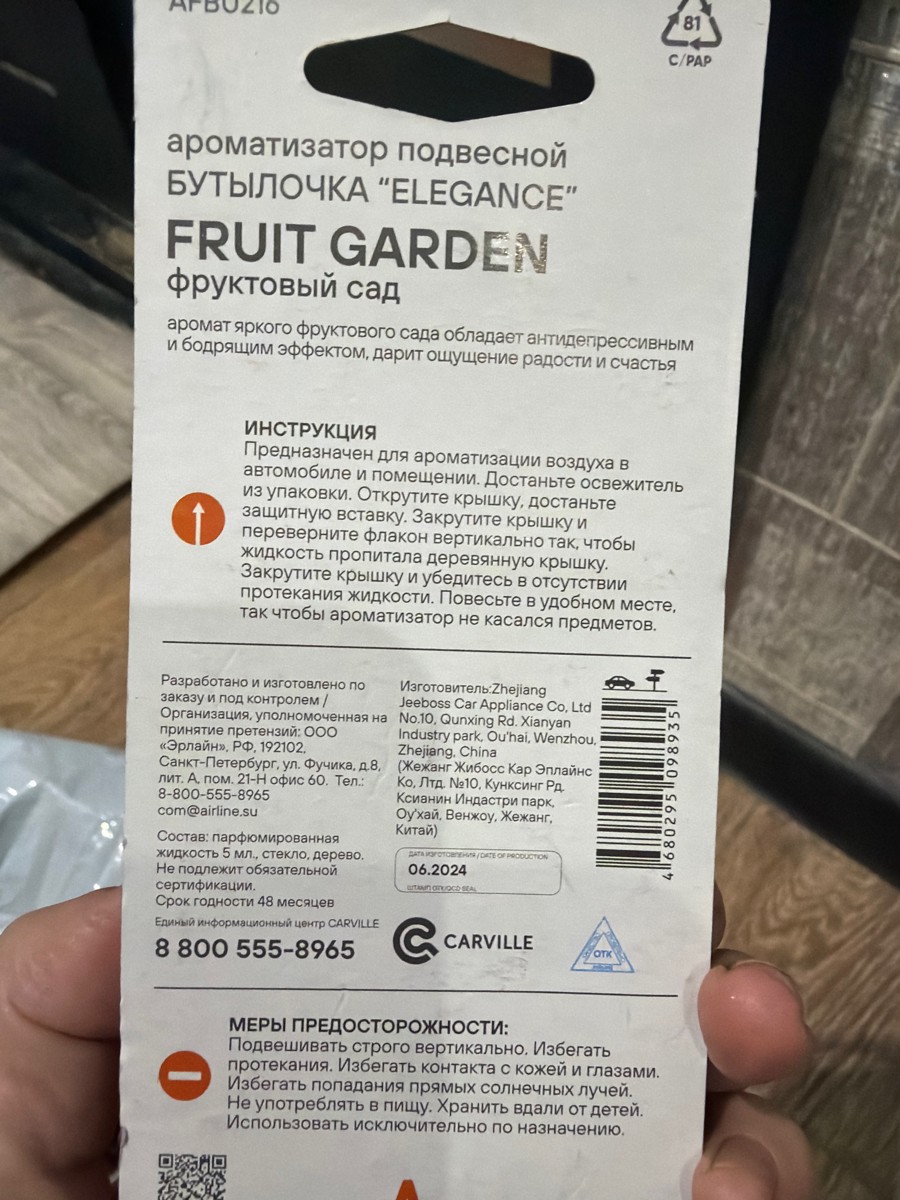 AFBU216
81
C/PAP
ароматизатор подвесной
БУТЫЛОЧКА “ELEGANCE”
FRUIT GARDEN
фруктовый сад
аромат яркого фруктового сада обладает антидепрессивным
и бодрящим эффектом, дарит ощущение радости и счастья
ИНСТРУКЦИЯ
Предназначен для ароматизации воздуха в
автомобиле и помещении. Достаньте освежитель
из упаковки. Открутите крышку, достаньте
защитную вставку. Закрутите крышку и
переверните флакон вертикально так, чтобы
жидкость пропитала деревянную крышку.
Закрутите крышку и убедитесь в отсутствии
протекания жидкости. Повесьте в удобном месте,
так чтобы ароматизатор не касался предметов.
Разработано и изготовлено по
заказу и под контролем /
Организация, уполномоченная на
принятие претензий: ООО
«Эрлайн», РФ, 192102,
Санкт-Петербург, ул. Фучика, д.8,
лит. А, пом. 21-Н офис 60. Тел.:
8-800-555-8965
com@airline.su
Состав: парфюмированная
жидкость 5 мл., стекло, дерево.
Не подлежит обязательной
сертификации.
Срок годности 48 месяцев
Единый информационный центр CARVILLE
8 800 555-8965
Изготовитель:Zhejiang
Jeeboss Car Appliance Co, Ltd
No.10, Qunxing Rd. Xianyan
Industry park, Ou'hai, Wenzhou,
Zhejiang, China
(Жежанг Жибосс Кар Эплайнс
Ко, Лтд. №10, Кунксинг Рд.
Ксианин Индастри парк,
Оу'хай, Венжоу, Жежанг,
Китай)
ДАТА ИЗГОТОВЛЕНИЯ / DATE OF PRODUCTION
06.2024
ШТАМП ОТК/QCD SEAL
CARVILLE
ОТК
4 680295 098935
МЕРЫ ПРЕДОСТОРОЖНОСТИ:
Подвешивать строго вертикально. Избегать
протекания. Избегать контакта с кожей и глазами.
Избегать попадания прямых солнечных лучей.
Не употреблять в пищу. Хранить вдали от детей.
Использовать исключительно по назначению.